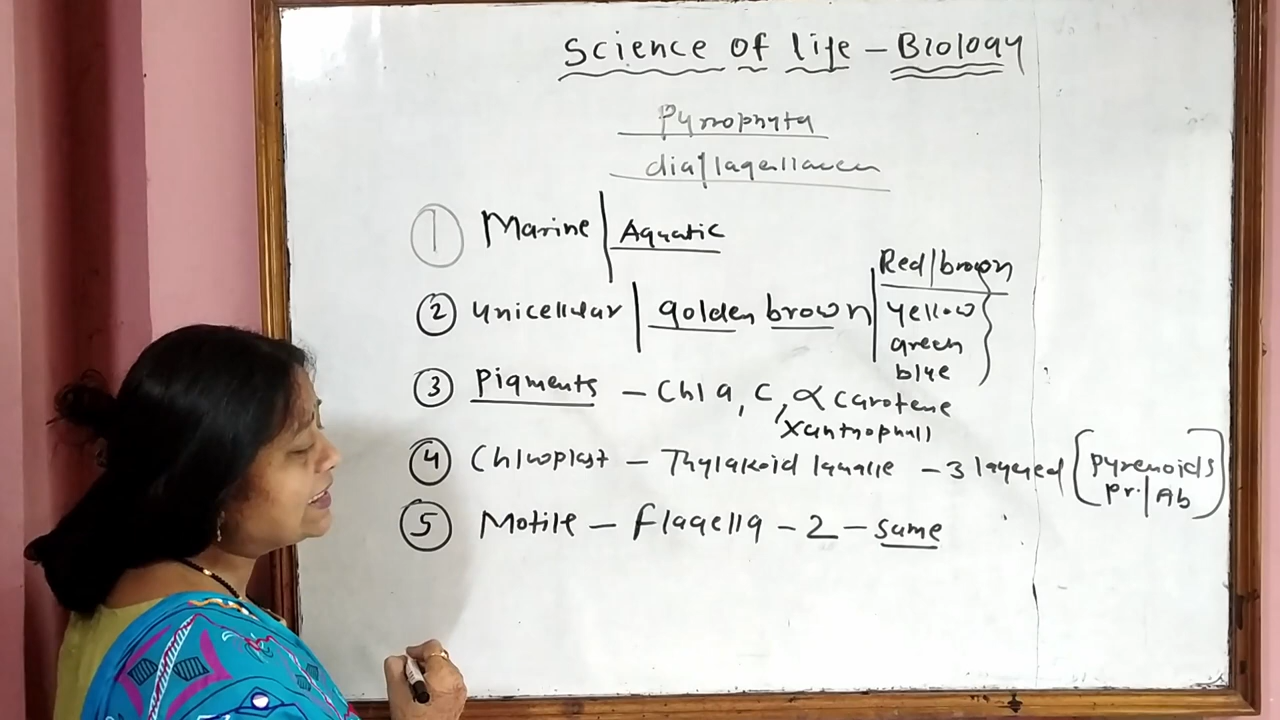 Science of life - Biology
Pyrrophyta
diaflagellaceen
① Marine | Aquatic
② Unicellular | golden brown | Red/brown
yellow
green
blue
③ Pigments - Chl a, c, α carotene
Xanthophyll
④ Chloroplast - Thylakoid lamalle - 3 layered [Pyrenoids
Pr./Ab]
⑤ Motile - flagella - 2 - same